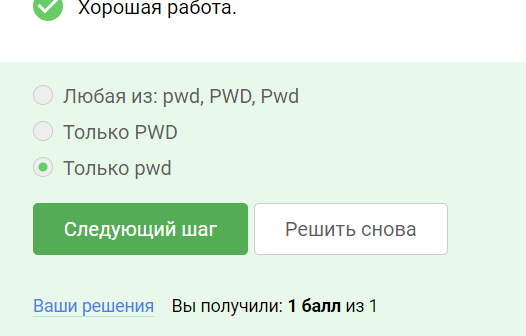 Хорошая работа.
Любая из: pwd, PWD, Pwd
Только PWD
Только pwd
Следующий шаг
Решить снова
Ваши решения Вы получили: 1 балл из 1